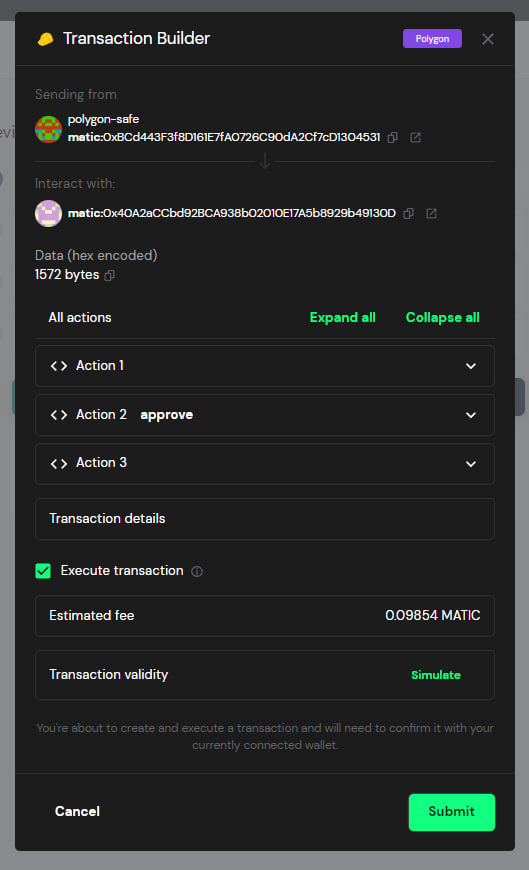 Transaction Builder
Polygon
Sending from
polygon-safe
matic:0xBCd443F3f8D161E7fA0726C90dA2Cf7cD1304531
Interact with:
matic:0x40A2aCCbd92BCA938b02010E17A5b8929b49130D
Data (hex encoded)
1572 bytes
All actions
Expand all
Collapse all
Action 1
Action 2 approve
Action 3
Transaction details
Execute transaction
Estimated fee
0.09854 MATIC
Transaction validity
Simulate
You're about to create and execute a transaction and will need to confirm it with your
currently connected wallet.
Cancel
Submit